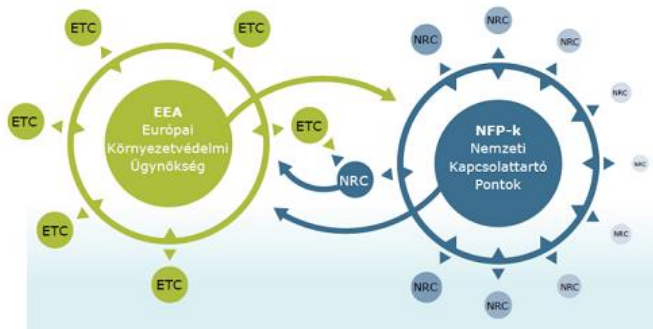 ETC
ETC
ETC
ETC
ETC
ETC
EEA
Európai
Környezetvédelmi
Ügynökség
ETC
NRC
NRC
NRC
NRC
NRC
NRC
NRC
NRC
NRC
NRC
NFP-k
Nemzeti
Kapcsolattartó
Pontok